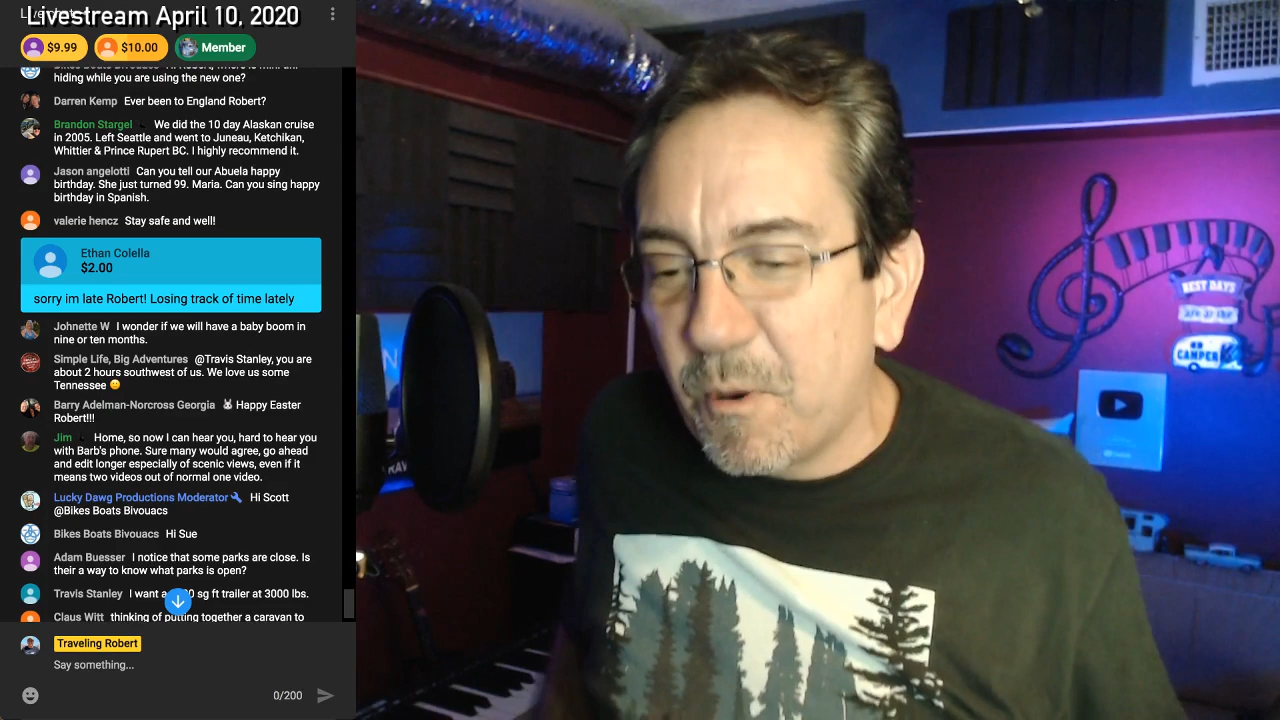 Livestream April 10, 2020
$9.99 $10.00 Member
hiding while you are using the new one?
Darren Kemp Ever been to England Robert?
Brandon Stargel We did the 10 day Alaskan cruise
in 2005. Left Seattle and went to Juneau, Ketchikan,
Whittier & Prince Rupert BC. I highly recommend it.
Jason angelotti Can you tell our Abuela happy
birthday. She just turned 99. Maria. Can you sing happy
birthday in Spanish.
valerie hencz Stay safe and well!
Ethan Colella
$2.00
sorry im late Robert! Losing track of time lately
Johnette W I wonder if we will have a baby boom in
nine or ten months.
Simple Life, Big Adventures @Travis Stanley, you are
about 2 hours southwest of us. We love us some
Tennessee 🙂
Barry Adelman-Norcross Georgia 🐰 Happy Easter
Robert!!!
Jim Home, so now I can hear you, hard to hear you
with Barb's phone. Sure many would agree, go ahead
and edit longer especially of scenic views, even if it
means two videos out of normal one video.
Lucky Dawg Productions Moderator Hi Scott
@Bikes Boats Bivouacs
Bikes Boats Bivouacs Hi Sue
Adam Buesser I notice that some parks are close. Is
their a way to know what parks is open?
Travis Stanley I want a sq ft trailer at 3000 lbs.
Claus Witt thinking of putting together a caravan to
Traveling Robert
Say something...
0/200
BEST DAYS
CAMPER